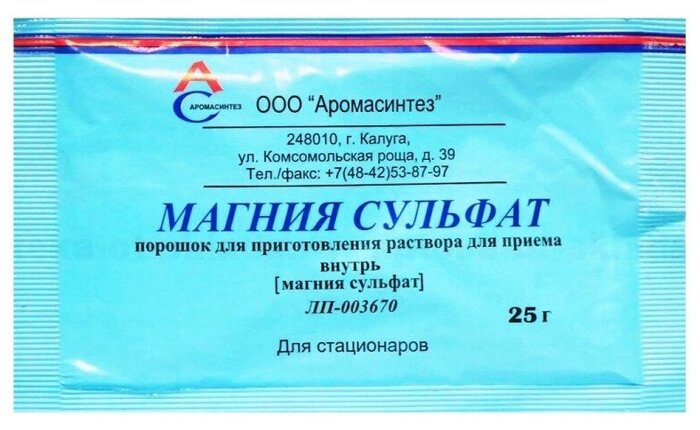 АС
АРОМАСИНТЕЗ
ООО "Аромасинтез"
248010, г. Калуга,
ул. Комсомольская роща, д. 39
Тел./факс: +7(48-42)53-87-97
МАГНИЯ СУЛЬФАТ
порошок для приготовления раствора для приема
внутрь
[магния сульфат]
ЛП-003670
25 г
Для стационаров